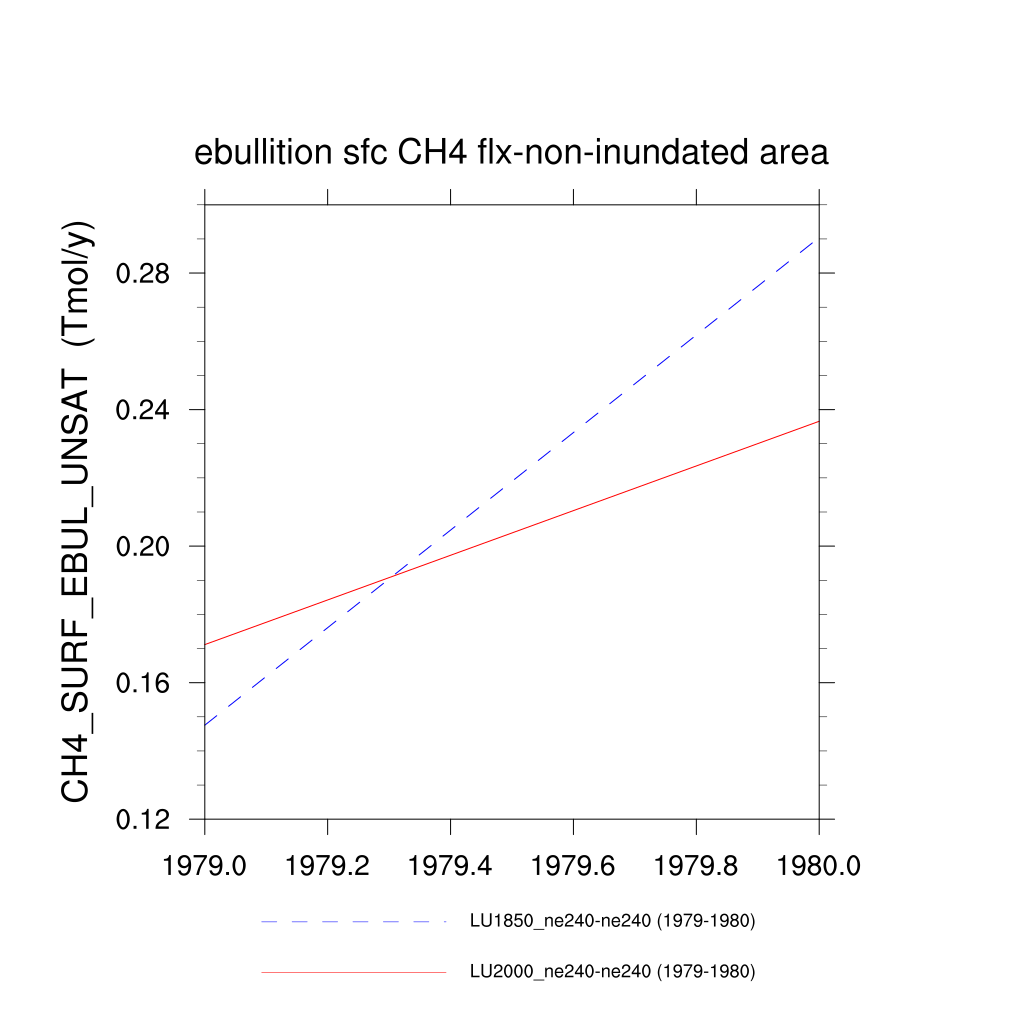 ebullition sfc CH4 flx-non-inundated area
CH4_SURF_EBUL_UNSAT (Tmol/y)
0.28
0.24
0.20
0.16
0.12
1979.0 1979.2 1979.4 1979.6 1979.8 1980.0
LU1850_ne240-ne240 (1979-1980)
LU2000_ne240-ne240 (1979-1980)